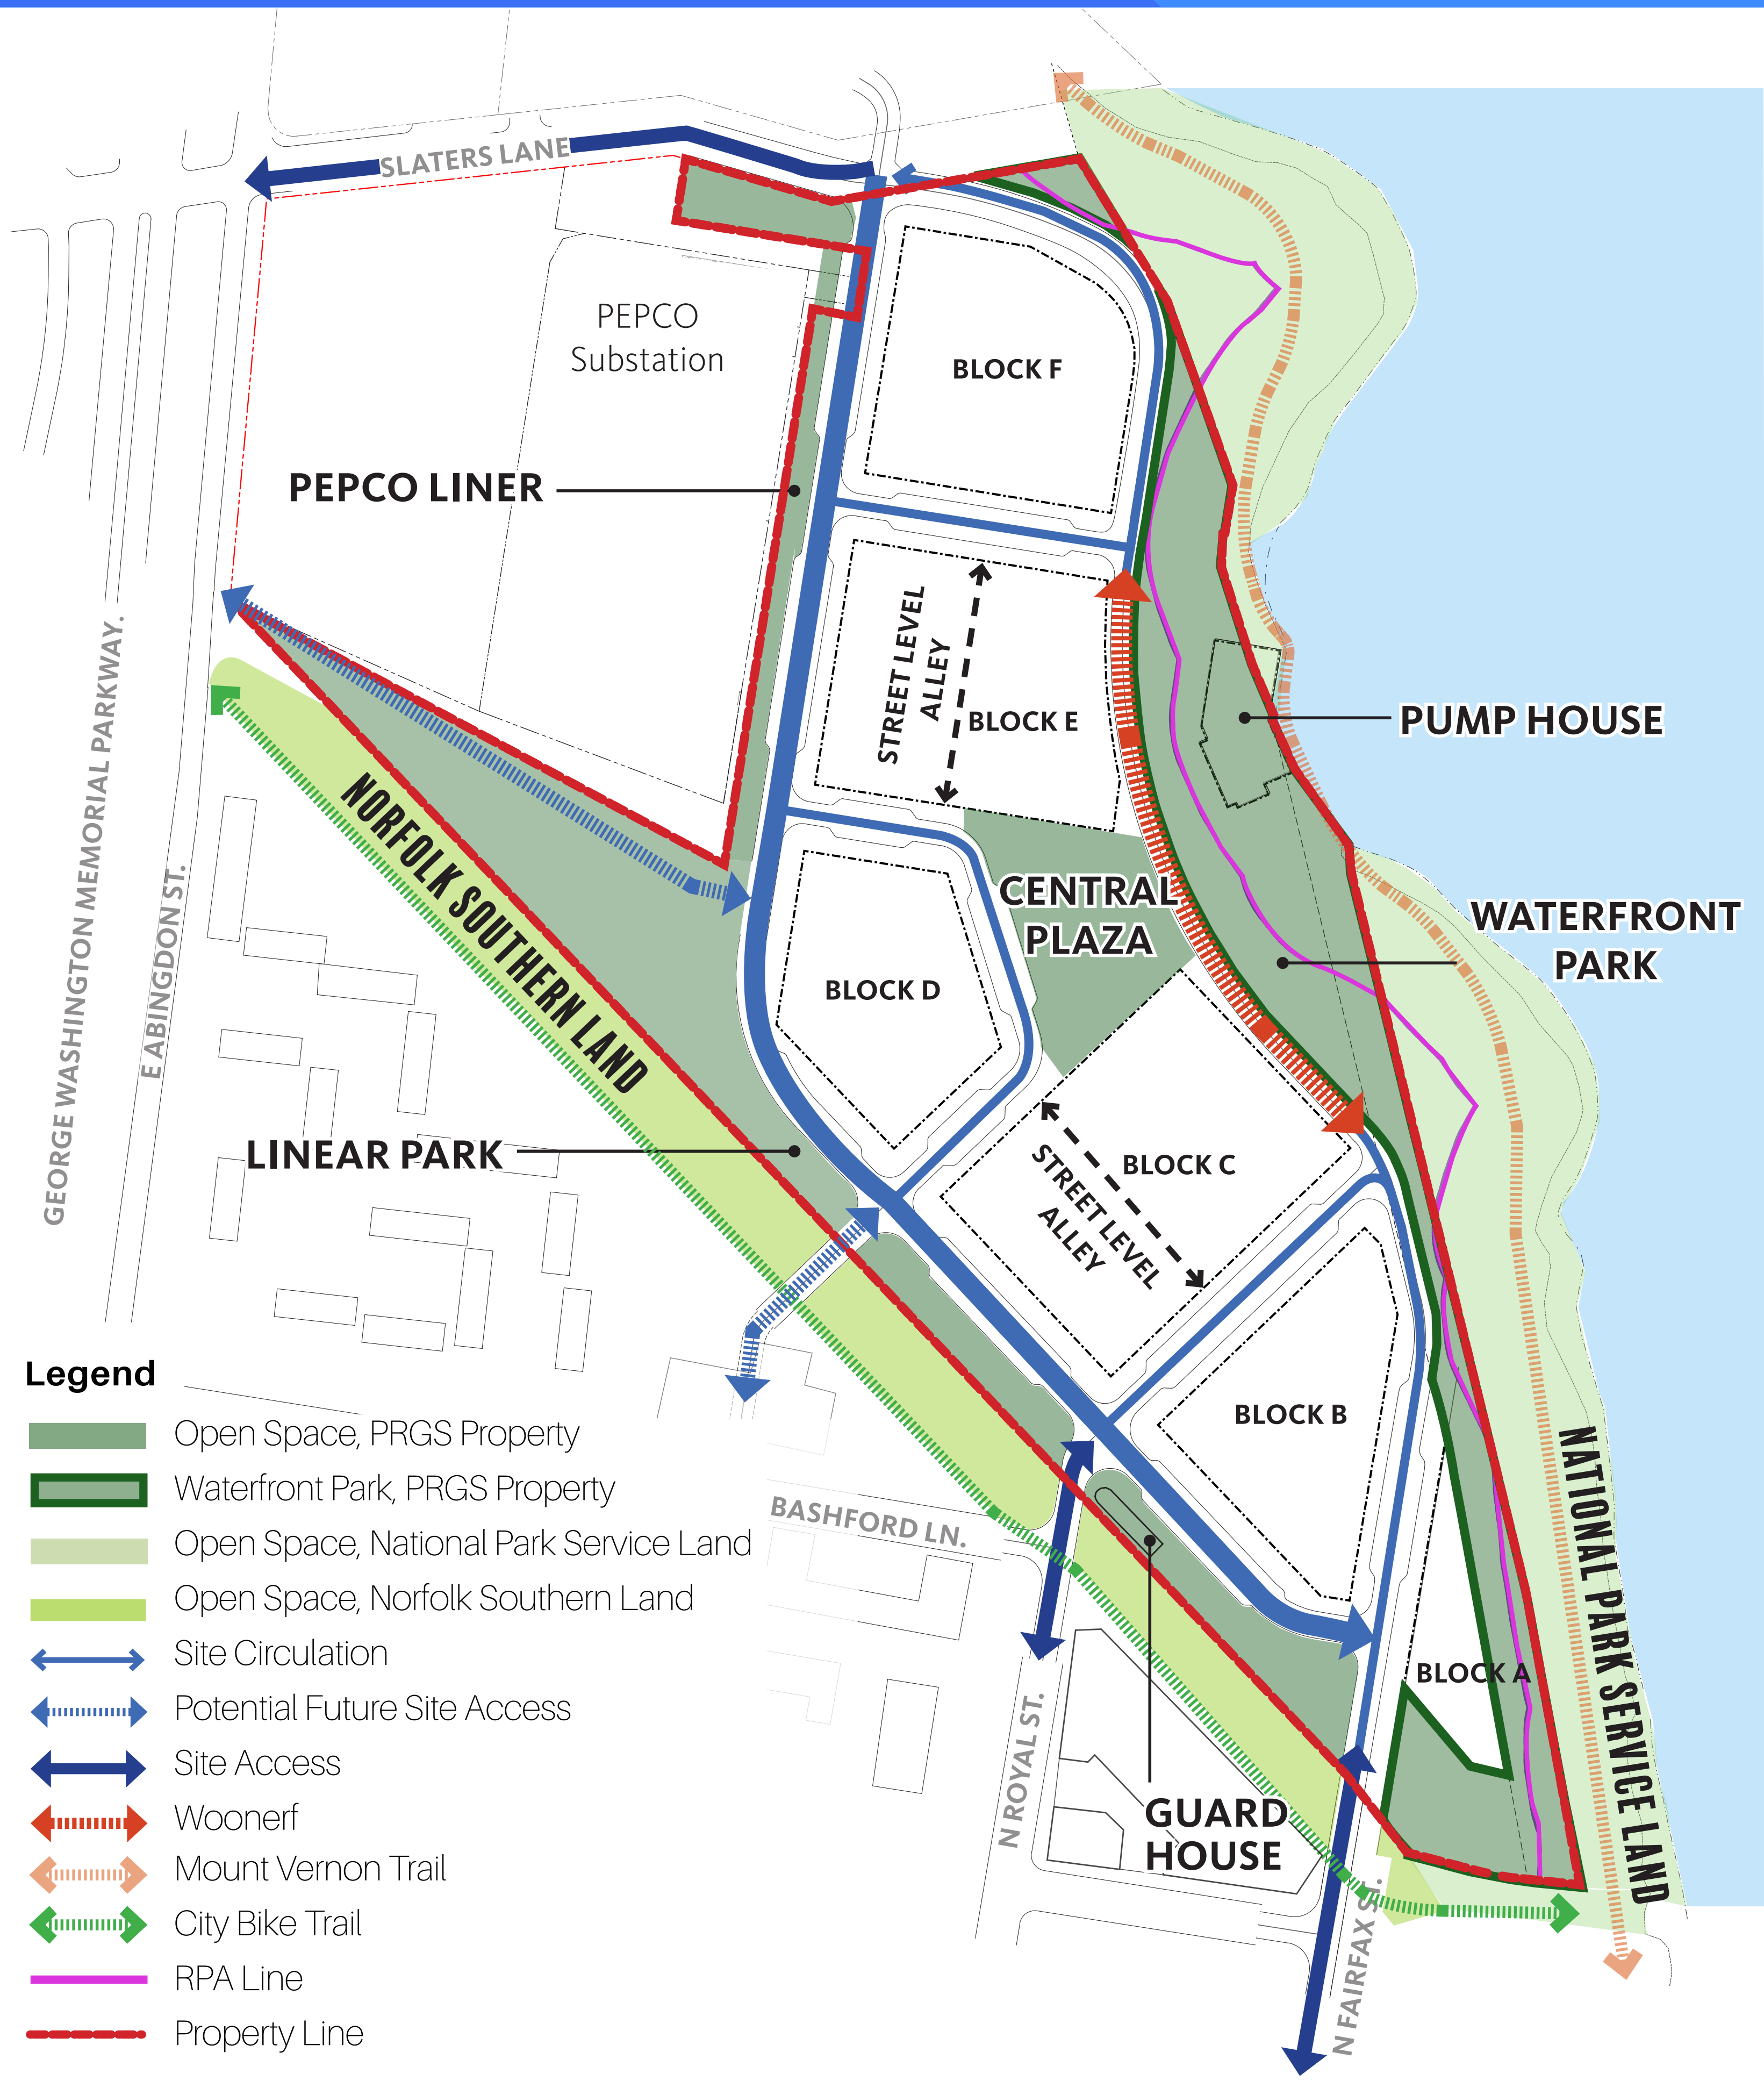 SLATERS LANE
PEPCO
Substation
BLOCK F
PEPCO LINER
STREET LEVEL
ALLEY
BLOCK E
PUMP HOUSE
GEORGE WASHINGTON MEMORIAL PARKWAY.
E ABINGDON ST.
NORFOLK SOUTHERN LAND
CENTRAL
PLAZA
WATERFRONT
PARK
BLOCK D
LINEAR PARK
BLOCK C
STREET LEVEL
ALLEY
BLOCK B
BASHFORD LN.
BLOCK A
NATIONAL PARK SERVICE LAND
N ROYAL ST.
GUARD
HOUSE
N FAIRFAX ST.
Legend
Open Space, PRGS Property
Waterfront Park, PRGS Property
Open Space, National Park Service Land
Open Space, Norfolk Southern Land
Site Circulation
Potential Future Site Access
Site Access
Woonerf
Mount Vernon Trail
City Bike Trail
RPA Line
Property Line